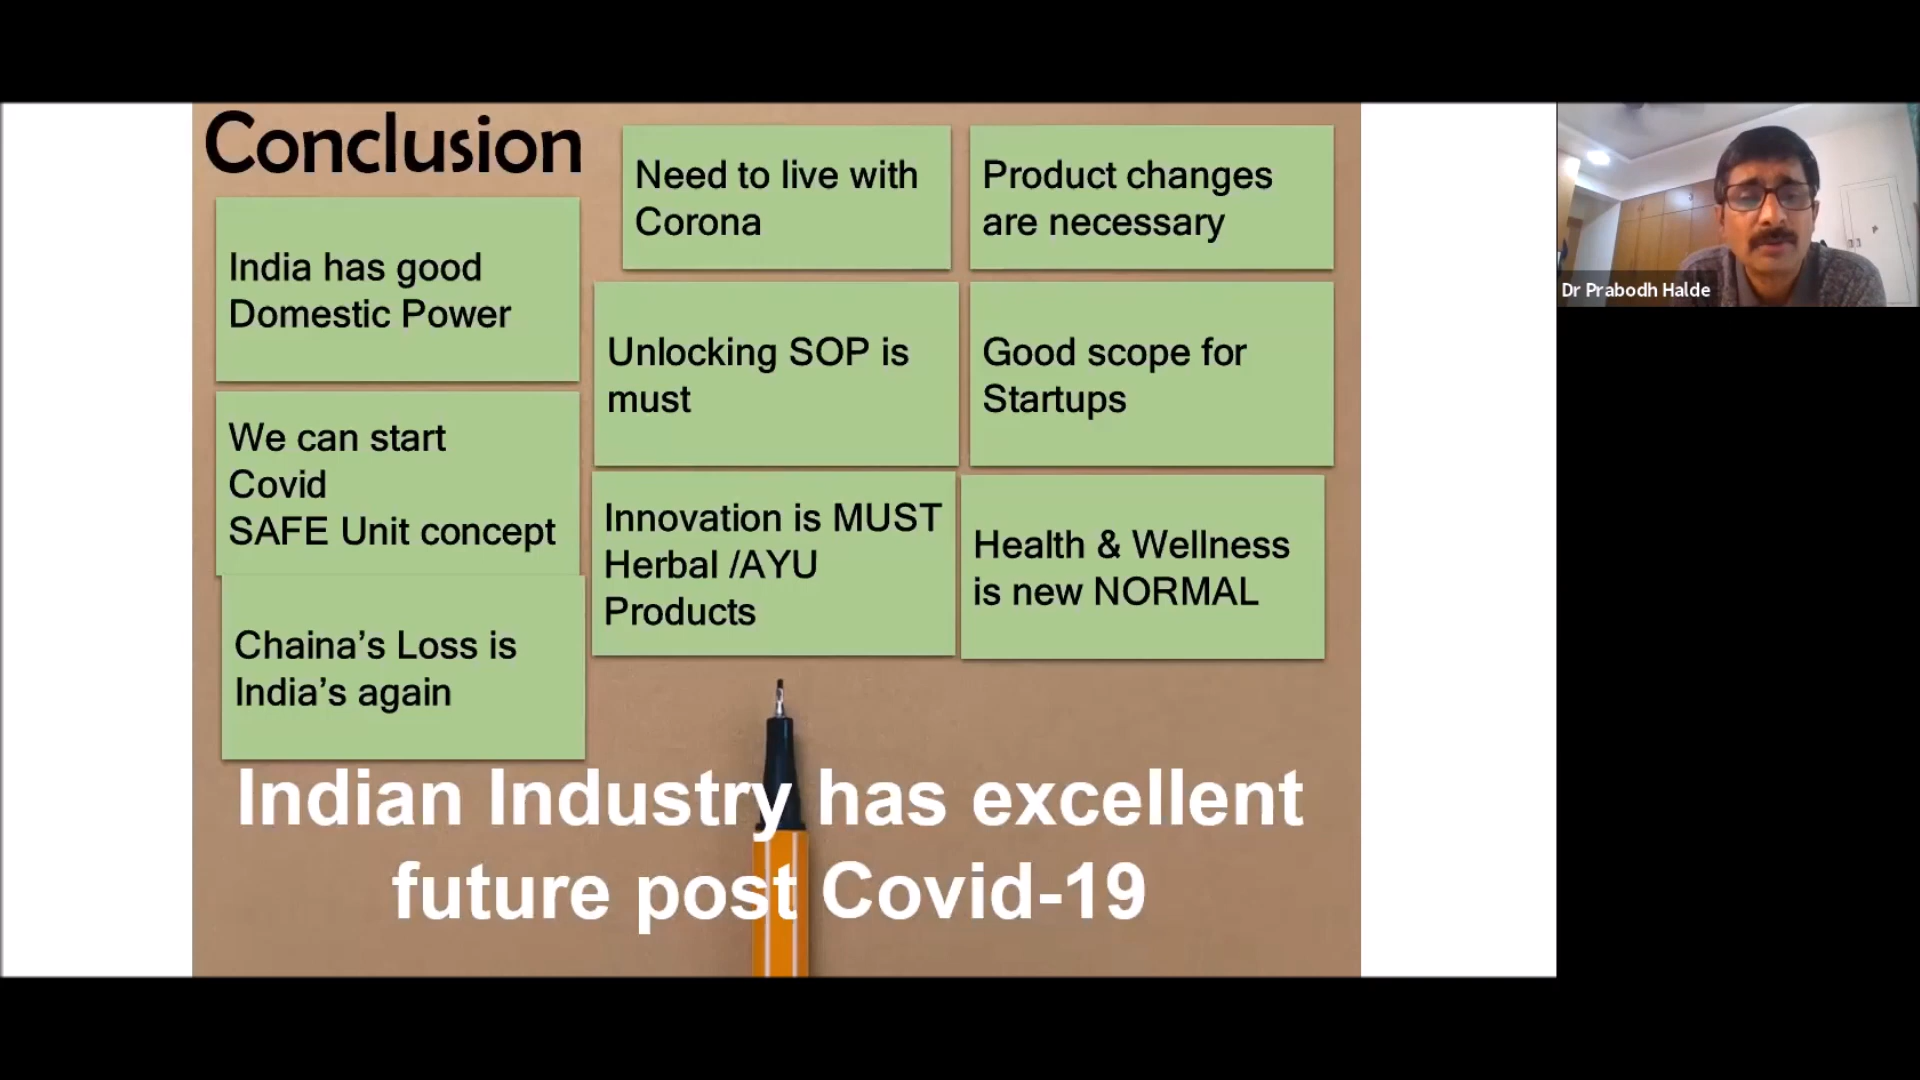 Conclusion
India has good
Domestic Power
We can start
Covid
SAFE Unit concept
Chaina’s Loss is
India’s again
Need to live with
Corona
Unlocking SOP is
must
Innovation is MUST
Herbal /AYU
Products
Product changes
are necessary
Good scope for
Startups
Health & Wellness
is new NORMAL
Indian Industry has excellent
future post Covid-19
Dr Prabodh Halde